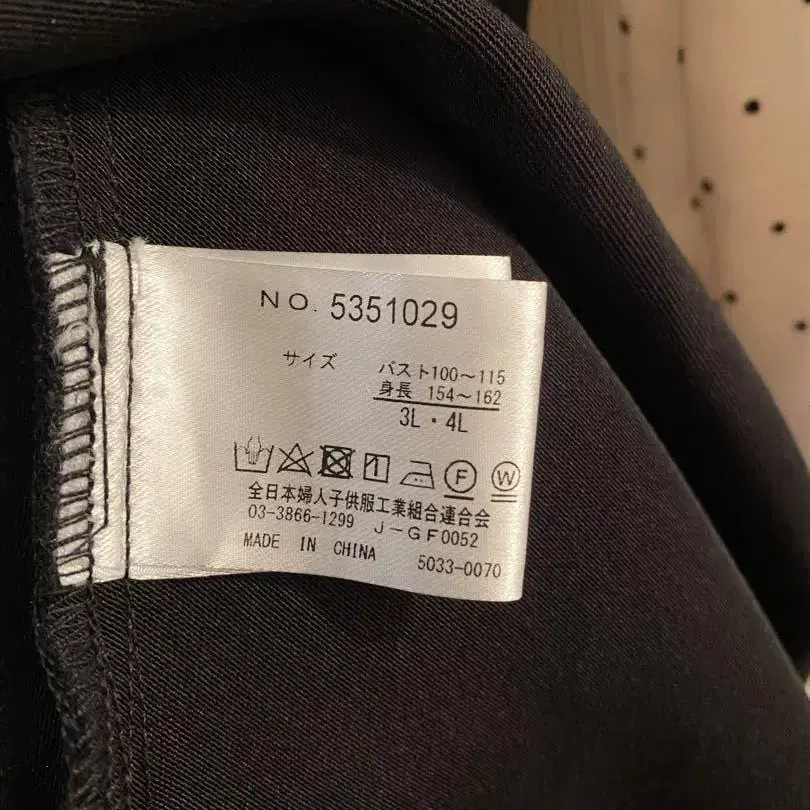 NO. 5351029
サイズ バスト100～115
身長 154～162
3L・4L
F W
全日本婦人子供服工業組合連合会
03-3866-1299 J-GF0052
MADE IN CHINA 5033-0070